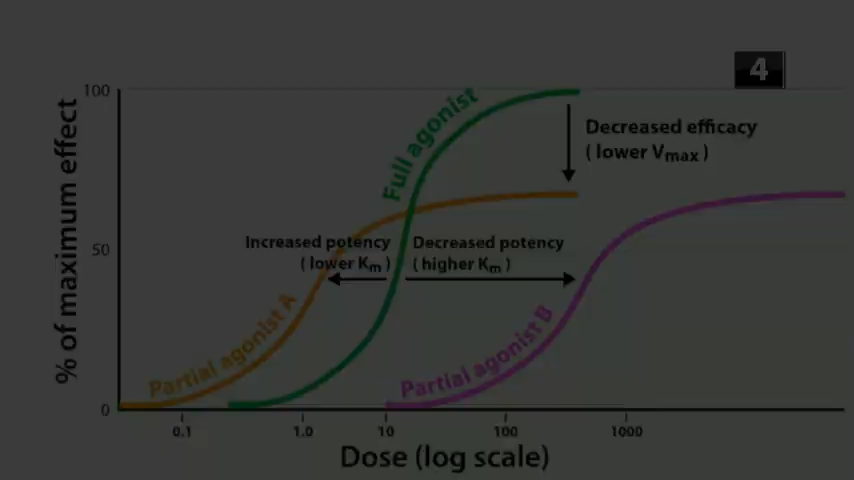 4
100
Full agonist
Decreased efficacy
( lower Vmax )
% of maximum effect
Increased potency
( lower Km )
Decreased potency
( higher Km )
50
Partial agonist A
Partial agonist B
0
0.1
1.0
10
100
1000
Dose (log scale)